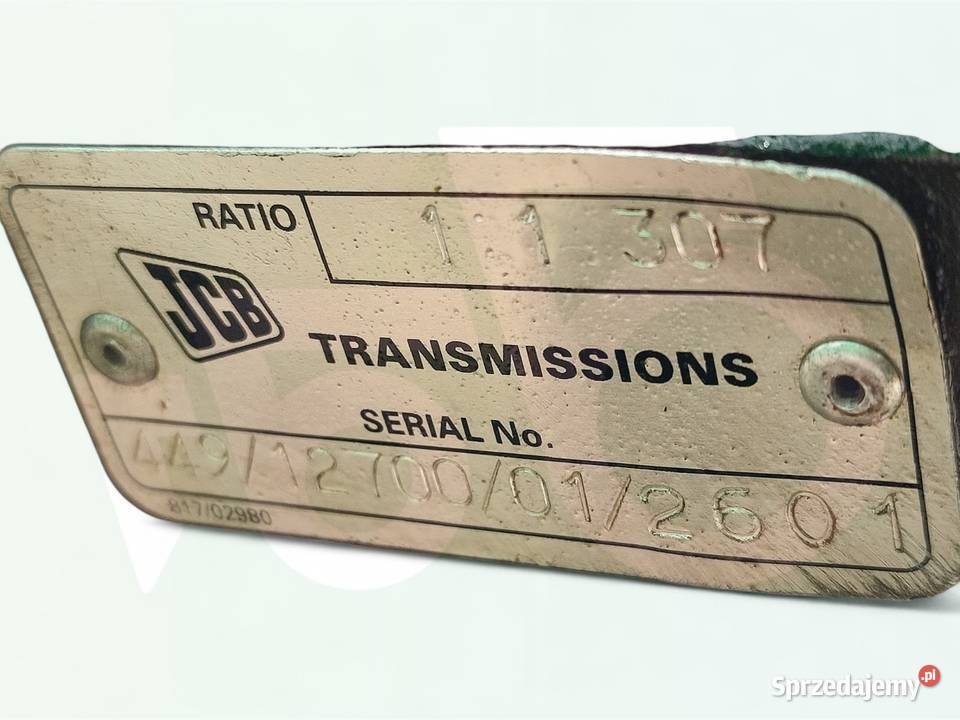 RATIO 1:1 307
JCB
TRANSMISSIONS
SERIAL No.
449/12700/01/2601
817/02980
Sprzedajemy.pl